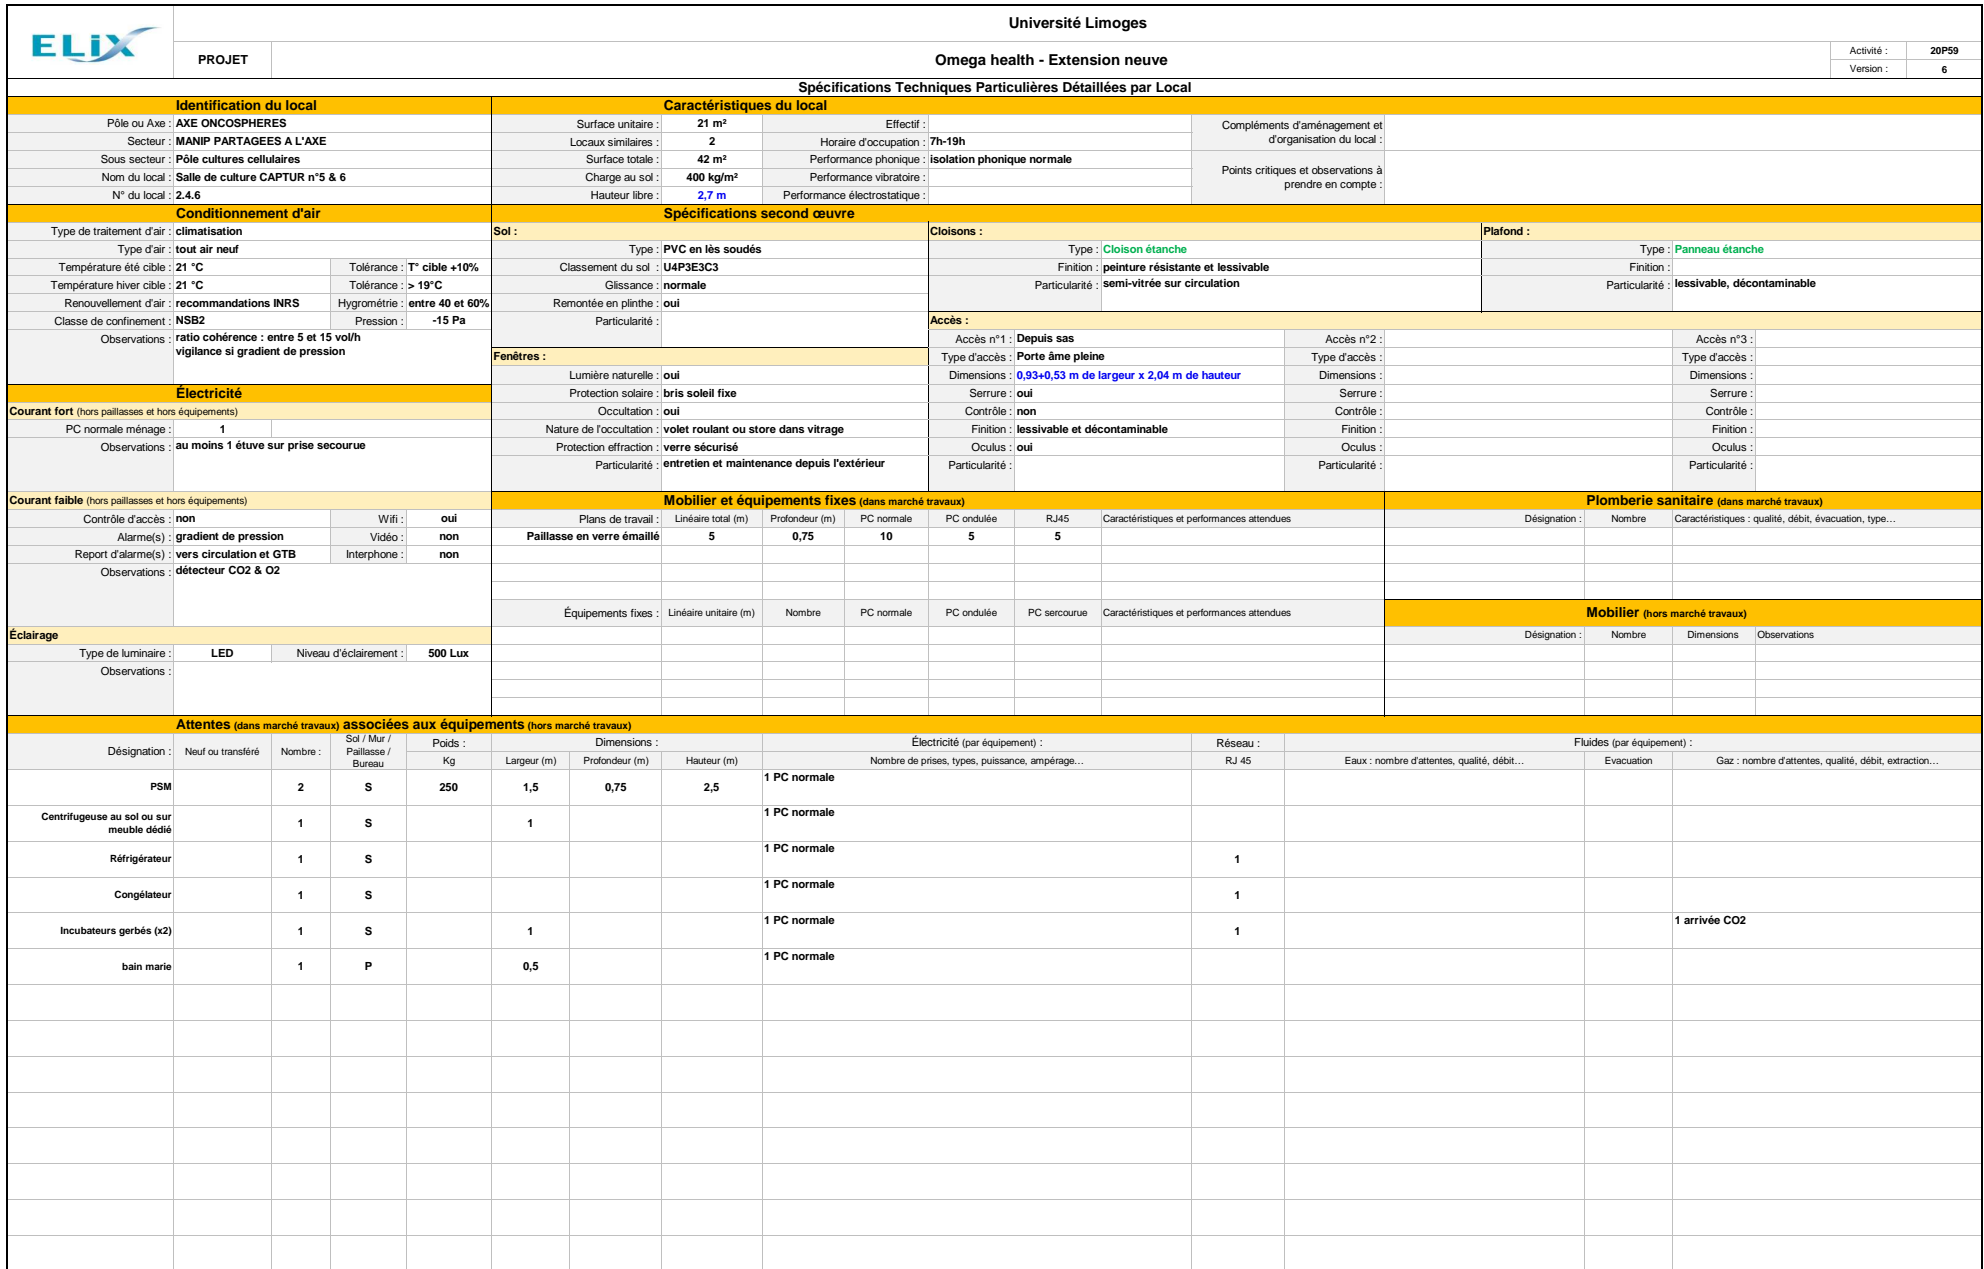 ELiX
Université Limoges
PROJET
Omega health - Extension neuve
Activité : 20P59
Version : 6
Spécifications Techniques Particulières Détaillées par Local
Identification du local
Pôle ou Axe : AXE ONCOSPHERES
Secteur : MANIP PARTAGEES A L'AXE
Sous secteur : Pôle cultures cellulaires
Nom du local : Salle de culture CAPTUR n°5 & 6
N° du local : 2.4.6
Caractéristiques du local
Surface unitaire : 21 m² Effectif :
Locaux similaires : 2 Horaire d'occupation : 7h-19h
Surface totale : 42 m² Performance phonique : isolation phonique normale
Charge au sol : 400 kg/m² Performance vibratoire :
Hauteur libre : 2,7 m Performance électrostatique :
Compléments d'aménagement et
d'organisation du local :
Points critiques et observations à
prendre en compte :
Conditionnement d'air
Type de traitement d'air : climatisation
Type d'air : tout air neuf
Température été cible : 21 °C Tolérance : T° cible +10%
Température hiver cible : 21 °C Tolérance : > 19°C
Renouvellement d'air : recommandations INRS Hygrométrie : entre 40 et 60%
Classe de confinement : NSB2 Pression : -15 Pa
Observations : ratio cohérence : entre 5 et 15 vol/h
vigilance si gradient de pression
Spécifications second œuvre
Sol :
Type : PVC en lès soudés
Classement du sol : U4P3E3C3
Glissance : normale
Remontée en plinthe : oui
Particularité :
Cloisons :
Type : Cloison étanche
Finition : peinture résistante et lessivable
Particularité : semi-vitrée sur circulation
Plafond :
Type : Panneau étanche
Finition :
Particularité : lessivable, décontaminable
Fenêtres :
Lumière naturelle : oui
Protection solaire : bris soleil fixe
Occultation : oui
Nature de l'occultation : volet roulant ou store dans vitrage
Protection effraction : verre sécurisé
Particularité : entretien et maintenance depuis l'extérieur
Accès :
Accès n°1 : Depuis sas Accès n°2 : Accès n°3 :
Type d'accès : Porte âme pleine Type d'accès : Type d'accès :
Dimensions : 0,93+0,53 m de largeur x 2,04 m de hauteur Dimensions : Dimensions :
Serrure : oui Serrure : Serrure :
Contrôle : non Contrôle : Contrôle :
Finition : lessivable et décontaminable Finition : Finition :
Oculus : oui Oculus : Oculus :
Particularité : Particularité : Particularité :
Électricité
Courant fort (hors paillasses et hors équipements)
PC normale ménage : 1
Observations : au moins 1 étuve sur prise secourue
Courant faible (hors paillasses et hors équipements)
Contrôle d'accès : non Wifi : oui
Alarme(s) : gradient de pression Vidéo : non
Report d'alarme(s) : vers circulation et GTB Interphone : non
Observations : détecteur CO2 & O2
Éclairage
Type de luminaire : LED Niveau d'éclairement : 500 Lux
Observations :
Mobilier et équipements fixes (dans marché travaux)
Plans de travail : Linéaire total (m) Profondeur (m) PC normale PC ondulée RJ45 Caractéristiques et performances attendues
Paillasse en verre émaillé 5 0,75 10 5 5
Équipements fixes : Linéaire unitaire (m) Nombre PC normale PC ondulée PC sercourue Caractéristiques et performances attendues
Plomberie sanitaire (dans marché travaux)
Désignation : Nombre Caractéristiques : qualité, débit, évacuation, type…
Mobilier (hors marché travaux)
Désignation : Nombre Dimensions Observations
Attentes (dans marché travaux) associées aux équipements (hors marché travaux)
Désignation : Neuf ou transféré Nombre : Sol / Mur / Paillasse / Bureau Poids : Dimensions : Électricité (par équipement) : Réseau : Fluides (par équipement) :
Kg Largeur (m) Profondeur (m) Hauteur (m) Nombre de prises, types, puissance, ampérage… RJ 45 Eaux : nombre d'attentes, qualité, débit… Evacuation Gaz : nombre d'attentes, qualité, débit, extraction…
PSM 2 S 250 1,5 0,75 2,5 1 PC normale
Centrifugeuse au sol ou sur
meuble dédié 1 S 1 1 PC normale
Réfrigérateur 1 S 1 PC normale 1
Congélateur 1 S 1 PC normale 1
Incubateurs gerbés (x2) 1 S 1 1 PC normale 1 1 arrivée CO2
bain marie 1 P 0,5 1 PC normale